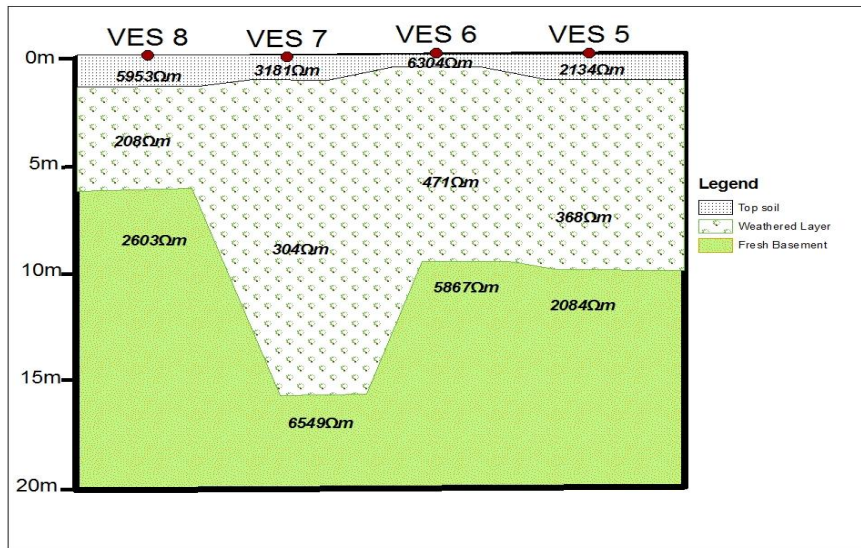 VES 8 VES 7 VES 6 VES 5
0m
5953Ωm 3181Ωm 6304Ωm 2134Ωm
208Ωm
5m
471Ωm
Legend
Top soil
368Ωm
Weathered Layer
2603Ωm
304Ωm
Fresh Basement
10m
5867Ωm
2084Ωm
15m
6549Ωm
20m